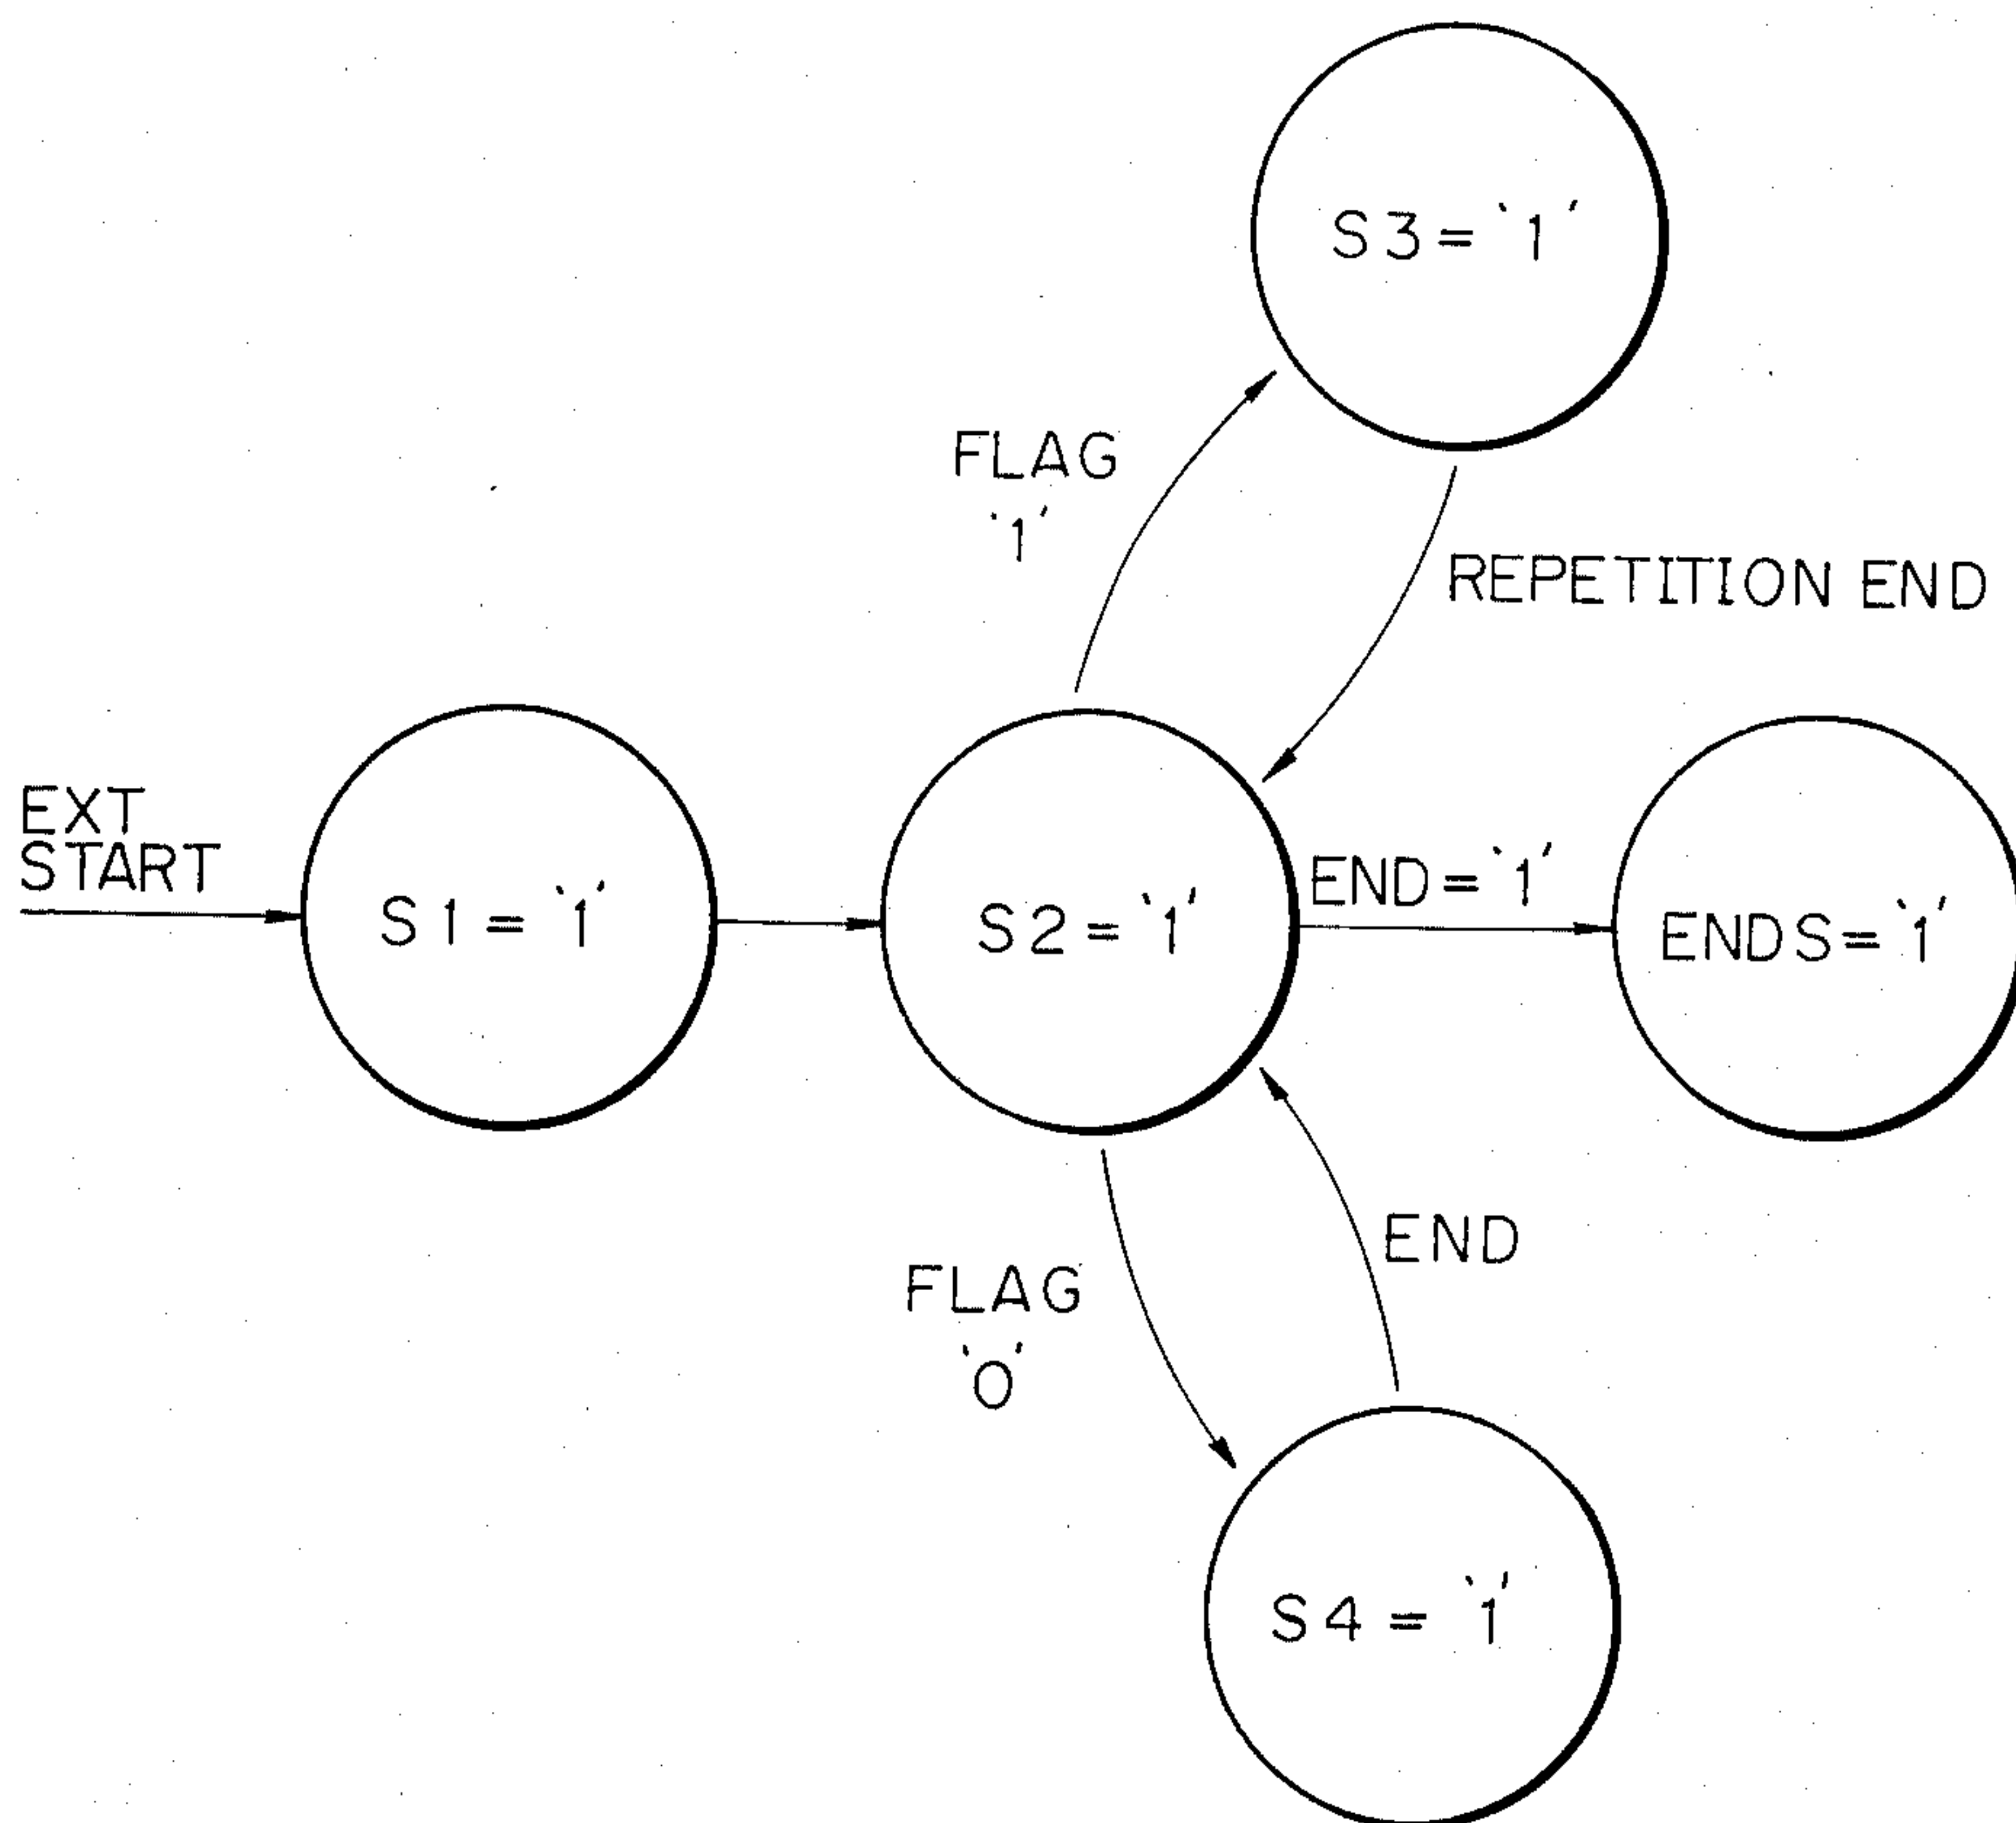 S3='1'
FLAG
'1'
REPETITION END
EXT
START
S1='1'
S2='1'
END='1'
ENDS='1'
END
FLAG
'0'
S4='1'